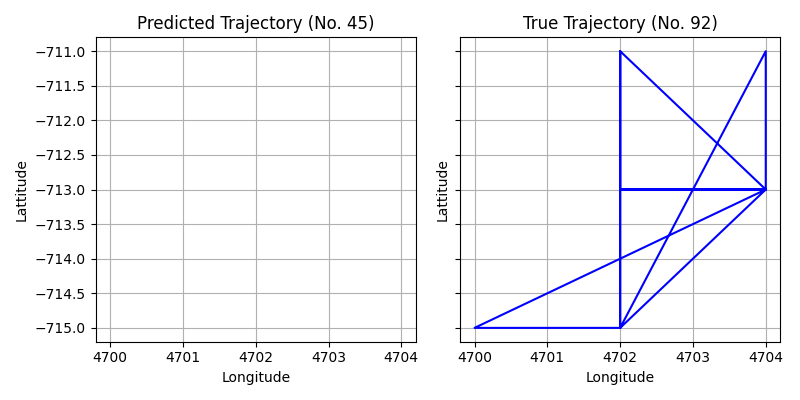 Predicted Trajectory (No. 45)
True Trajectory (No. 92)
−711.0
−711.5
−712.0
−712.5
−713.0
−713.5
−714.0
−714.5
−715.0
Lattitude
Lattitude
4700 4701 4702 4703 4704
4700 4701 4702 4703 4704
Longitude
Longitude